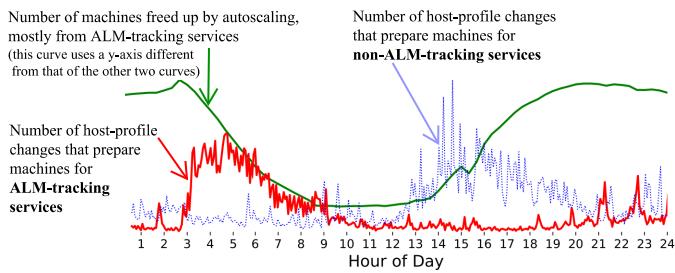 Number of machines freed up by autoscaling,
mostly from ALM-tracking services
(this curve uses a y-axis different
from that of the other two curves)
Number of host-profile changes
that prepare machines for
non-ALM-tracking services
Number of host-profile
changes that prepare
machines for
ALM-tracking
services
1 2 3 4 5 6 7 8 9 10 11 12 13 14 15 16 17 18 19 20 21 22 23 24
Hour of Day